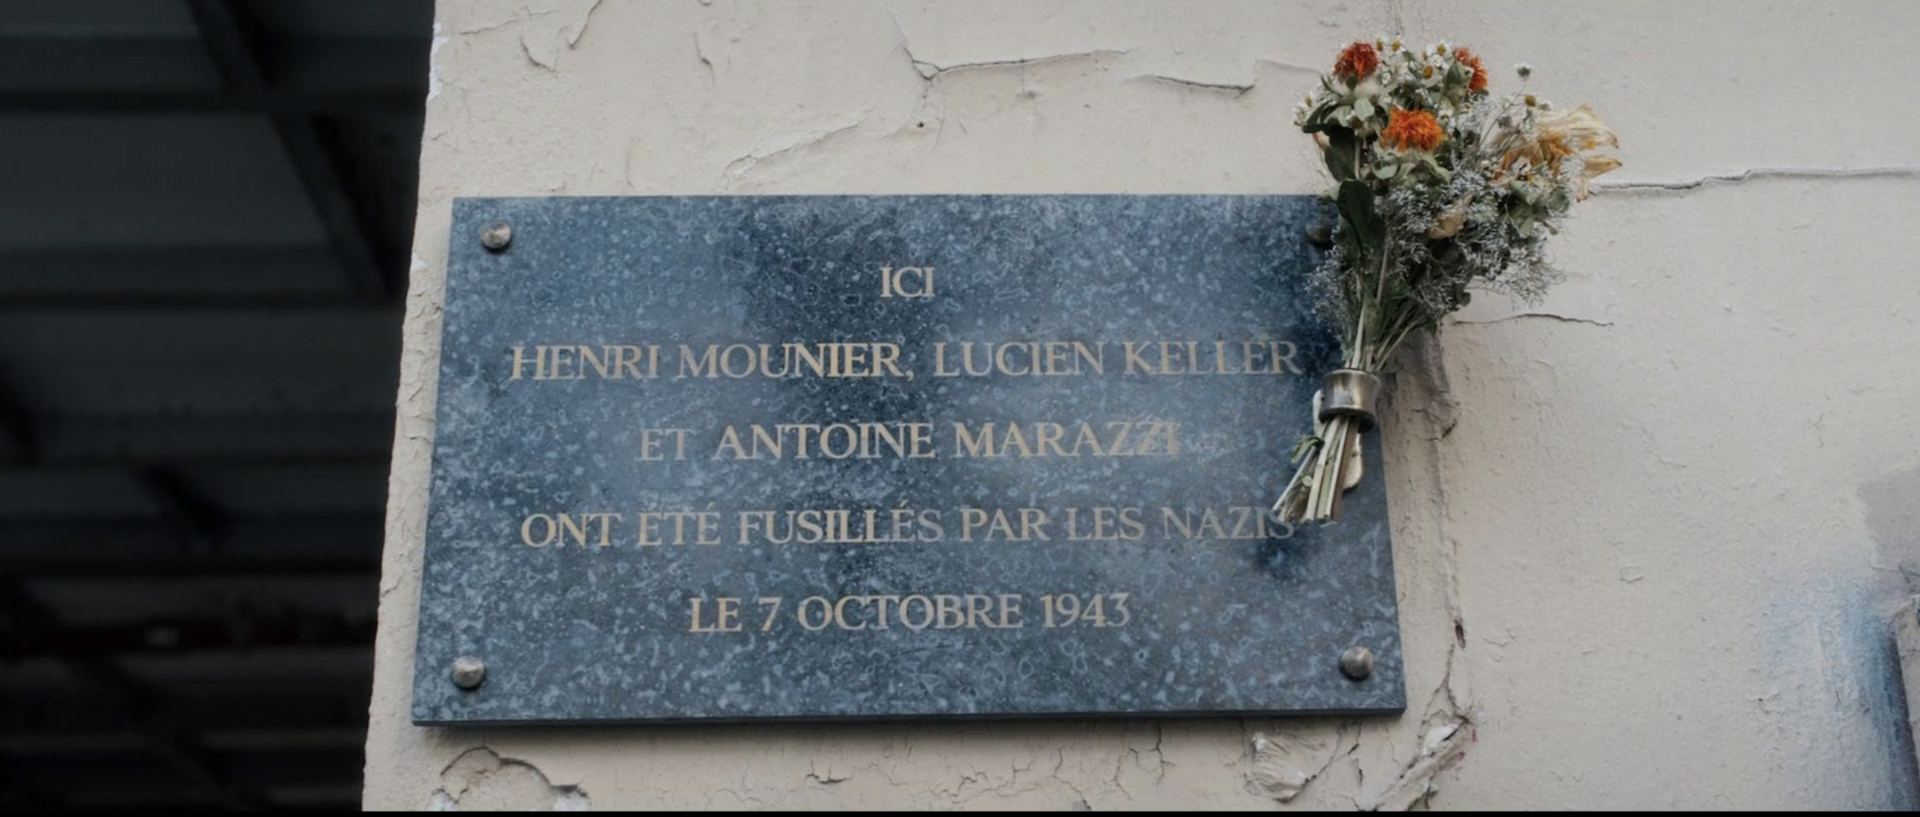 ICI
HENRI MOUNIER, LUCIEN KELLER
ET ANTOINE MARAZZI
ONT ÉTÉ FUSILLÉS PAR LES NAZIS
LE 7 OCTOBRE 1943